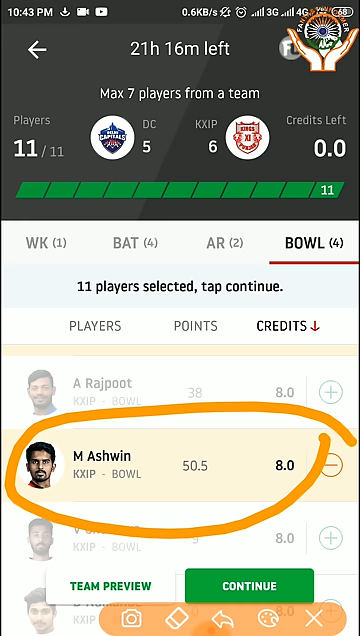 10:43 PM
0.6KB/s 3G 4G 68
21h 16m left
Max 7 players from a team
Players DC KXIP Credits Left
11 / 11 5 6 0.0
11
WK (1) BAT (4) AR (2) BOWL (4)
11 players selected, tap continue.
PLAYERS POINTS CREDITS
A Rajpoot
KXIP - BOWL 38 8.0
M Ashwin
KXIP - BOWL 50.5 8.0
KXIP - BOWL 8.0
TEAM PREVIEW CONTINUE